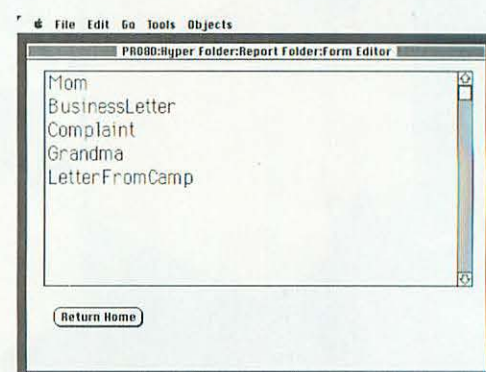 File Edit Go Tools Objects
PRO80:Hyper Folder:Report Folder:Form Editor
Mom
BusinessLetter
Complaint
Grandma
LetterFromCamp
Return Home